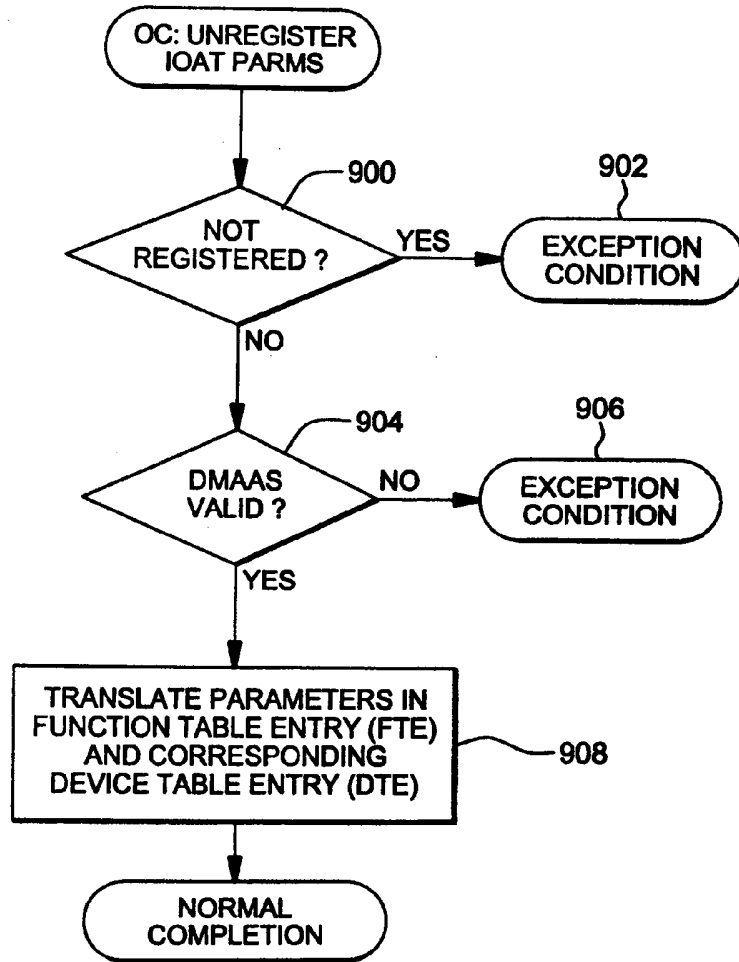 OC: UNREGISTER
IOAT PARMS
900
NOT
REGISTERED ?
YES
902
EXCEPTION
CONDITION
NO
904
DMAAS
VALID ?
NO
906
EXCEPTION
CONDITION
YES
TRANSLATE PARAMETERS IN
FUNCTION TABLE ENTRY (FTE)
AND CORRESPONDING
DEVICE TABLE ENTRY (DTE)
908
NORMAL
COMPLETION